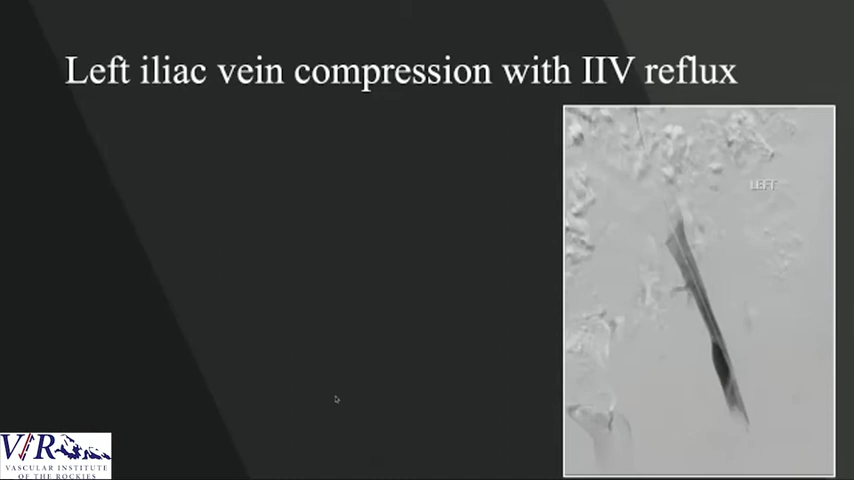 Left iliac vein compression with IIV reflux
LEFT
VIR
VASCULAR INSTITUTE
OF THE ROCKIES